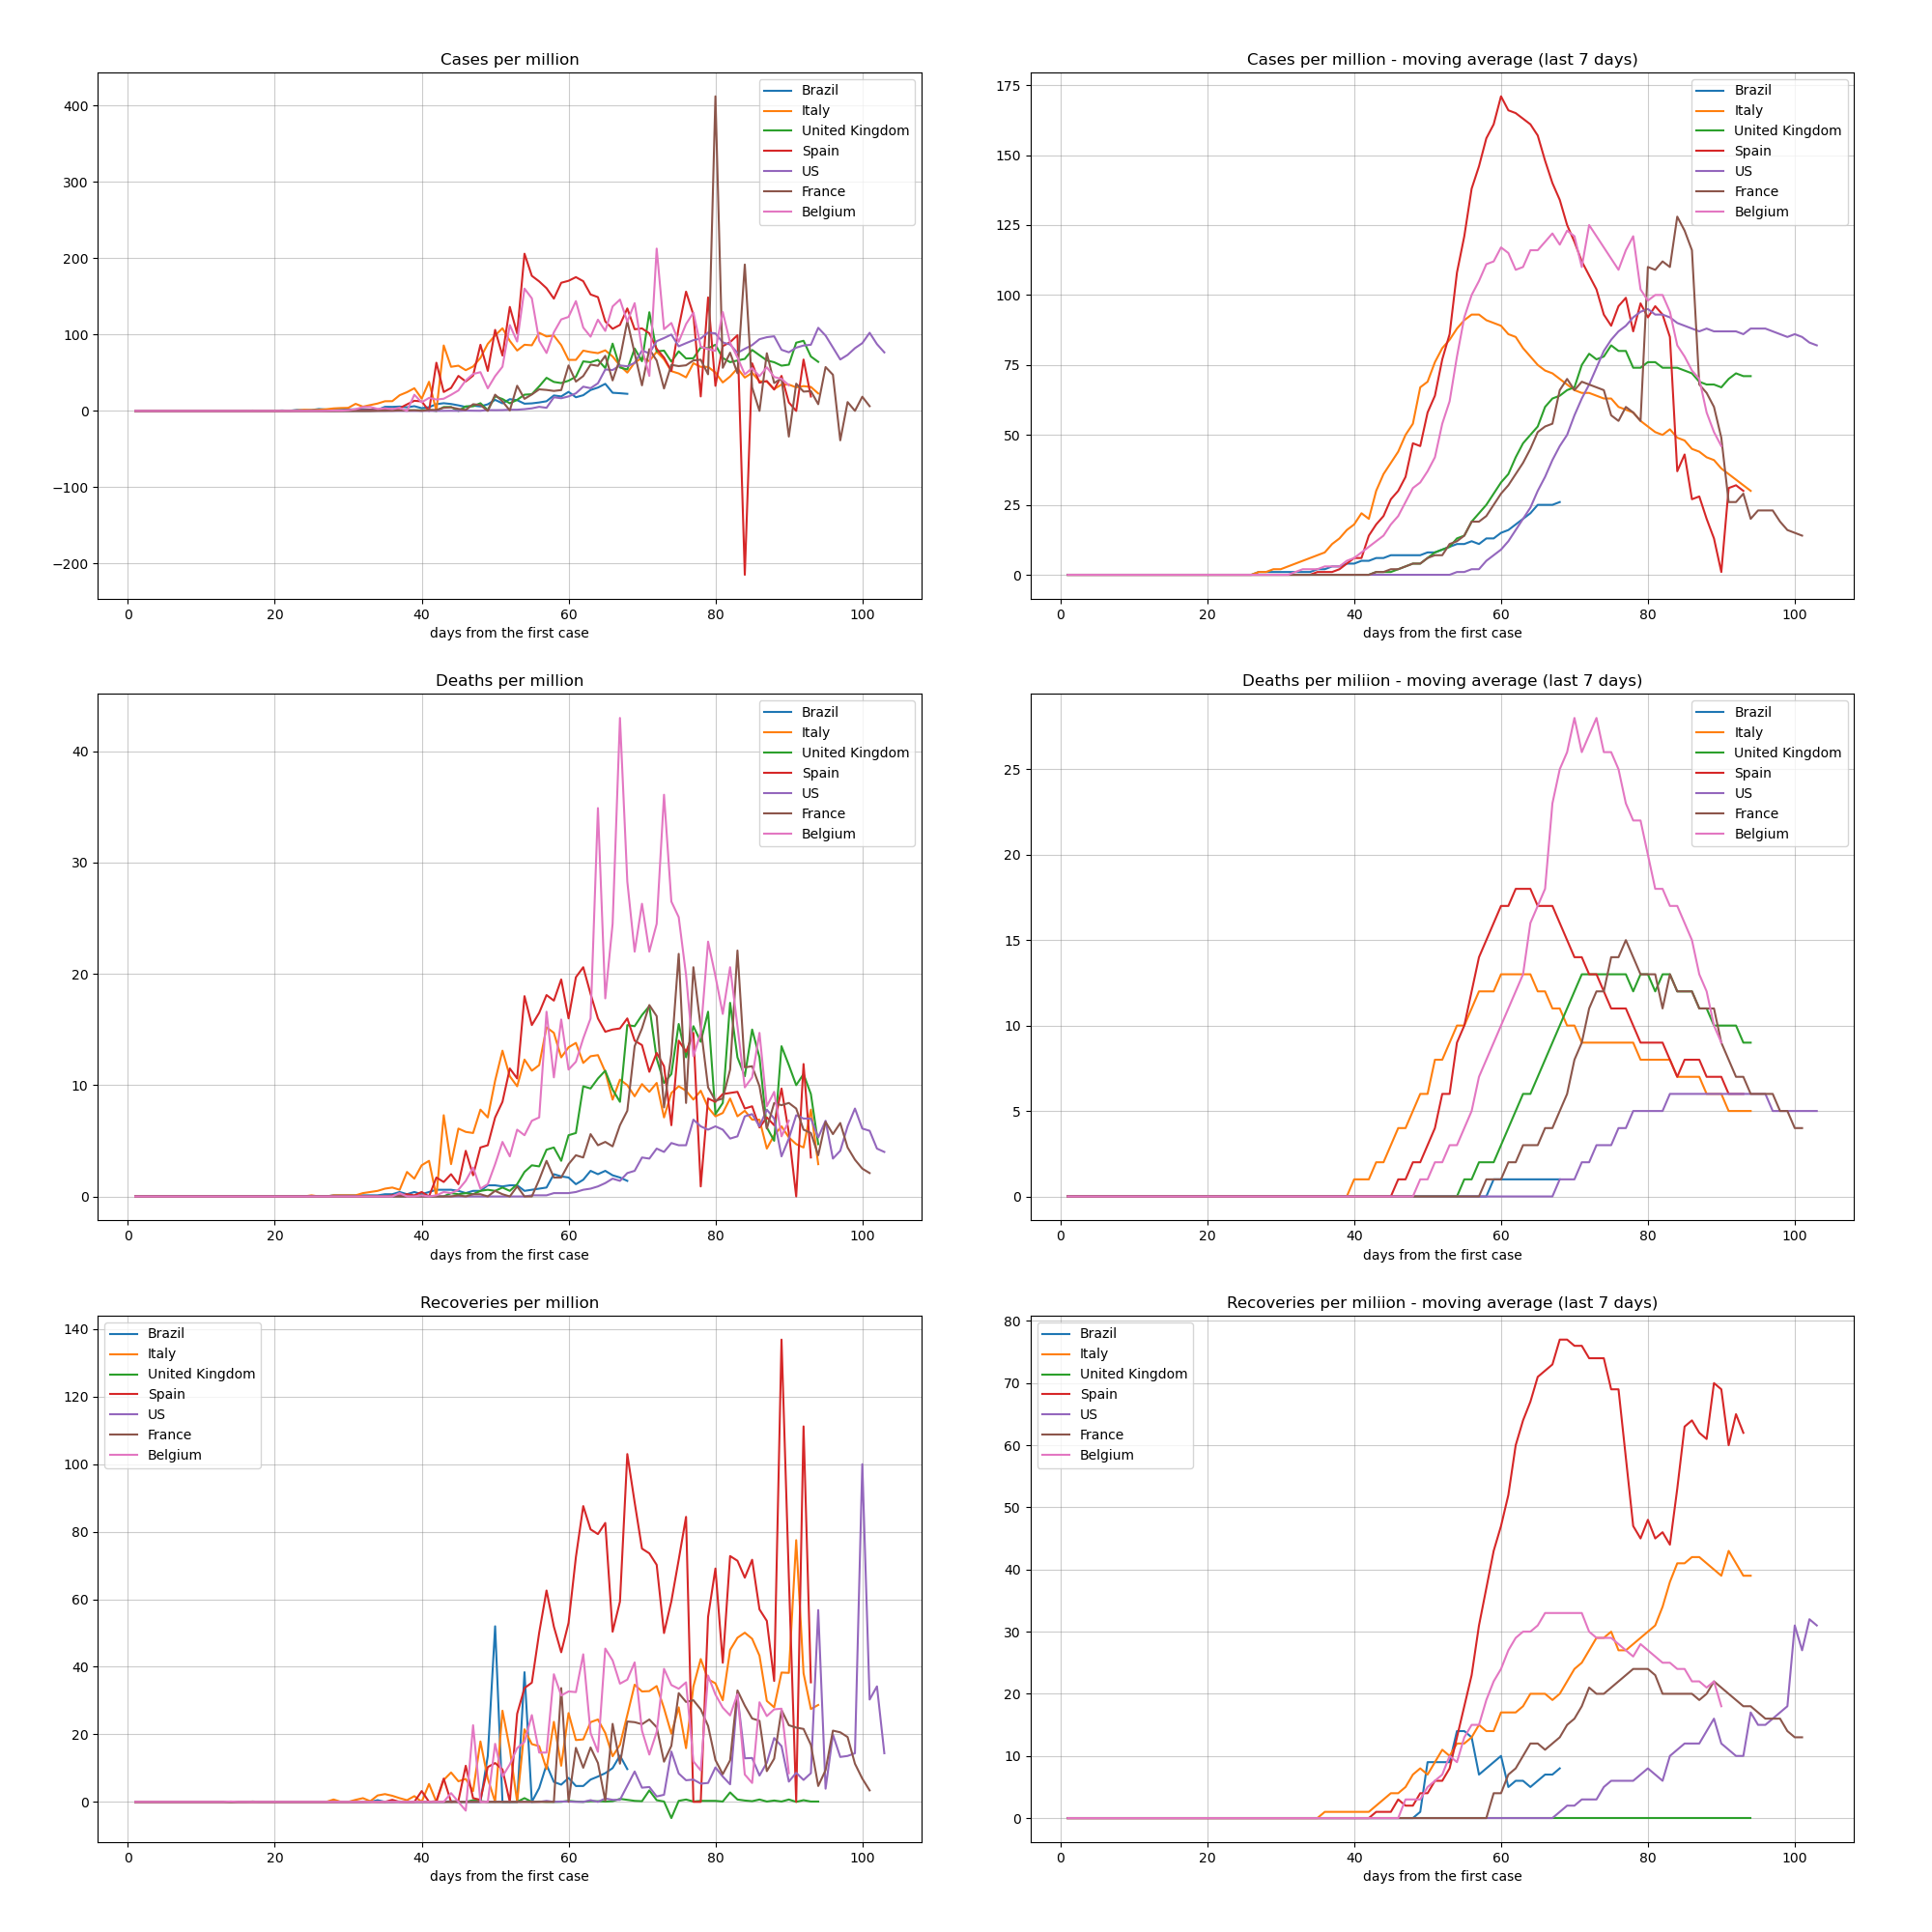 Cases per million
400
300
200
100
0
−100
−200
0 20 40 60 80 100
days from the first case
Brazil
Italy
United Kingdom
Spain
US
France
Belgium
Cases per million - moving average (last 7 days)
175
150
125
100
75
50
25
0
0 20 40 60 80 100
days from the first case
Brazil
Italy
United Kingdom
Spain
US
France
Belgium
Deaths per million
40
30
20
10
0
0 20 40 60 80 100
days from the first case
Brazil
Italy
United Kingdom
Spain
US
France
Belgium
Deaths per miliion - moving average (last 7 days)
25
20
15
10
5
0
0 20 40 60 80 100
days from the first case
Brazil
Italy
United Kingdom
Spain
US
France
Belgium
Recoveries per million
140
120
100
80
60
40
20
0
0 20 40 60 80 100
days from the first case
Brazil
Italy
United Kingdom
Spain
US
France
Belgium
Recoveries per miliion - moving average (last 7 days)
80
70
60
50
40
30
20
10
0
0 20 40 60 80 100
days from the first case
Brazil
Italy
United Kingdom
Spain
US
France
Belgium